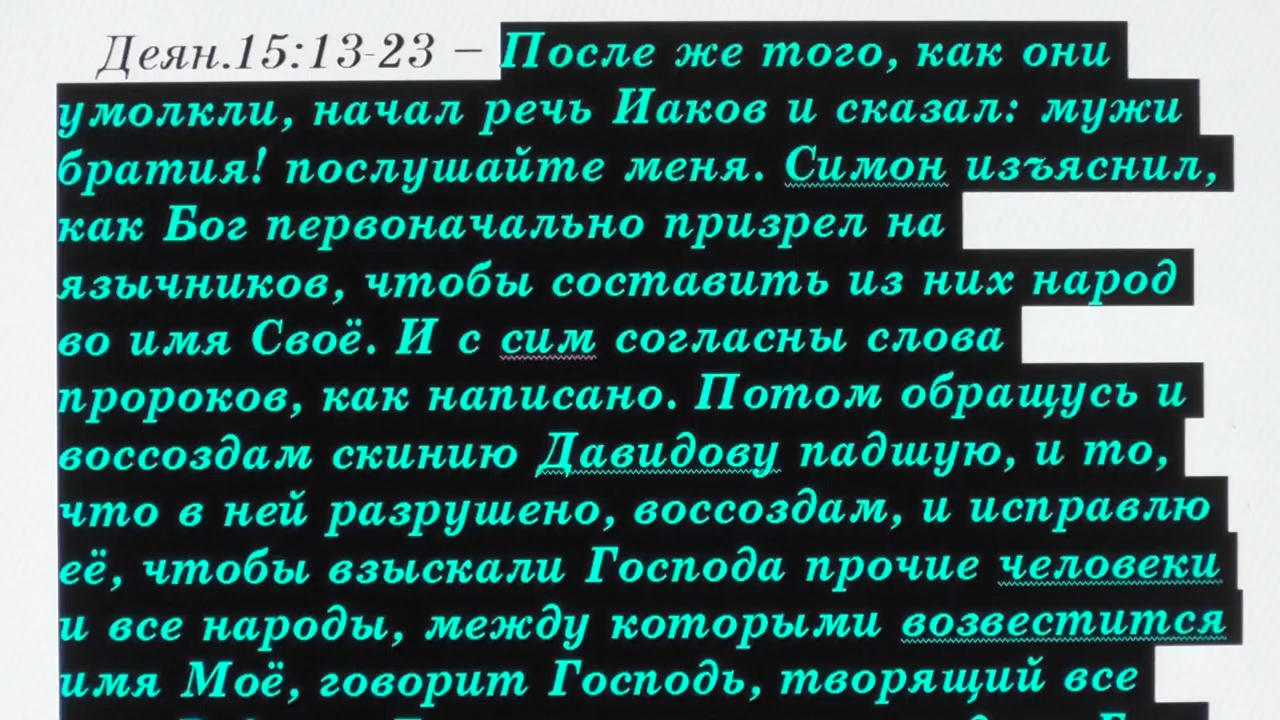 Деян.15:13-23 – После же того, как они
умолкли, начал речь Иаков и сказал: мужи
братия! послушайте меня. Симон изъяснил,
как Бог первоначально призрел на
язычников, чтобы составить из них народ
во имя Своё. И с сим согласны слова
пророков, как написано. Потом обращусь и
воссоздам скинию Давидову падшую, и то,
что в ней разрушено, воссоздам, и исправлю
её, чтобы взыскали Господа прочие человеки
и все народы, между которыми возвестится
имя Моё, говорит Господь, творящий все